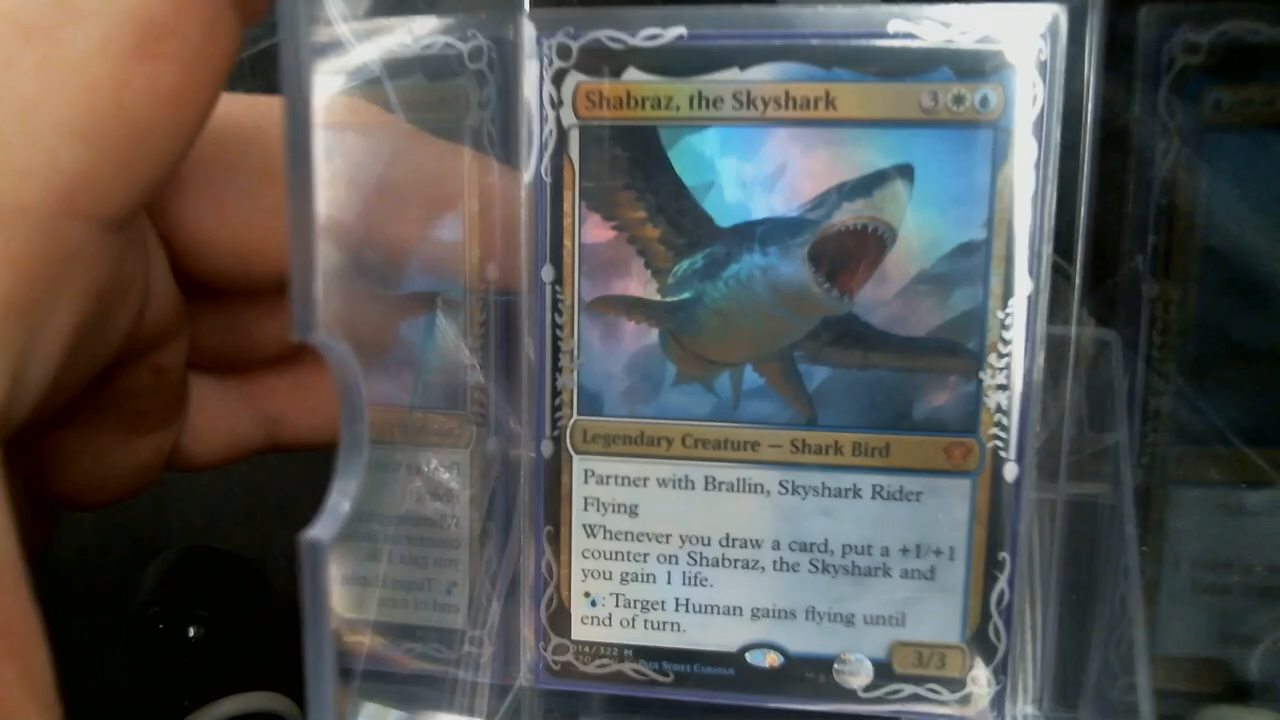 Shabraz, the Skyshark 3
Legendary Creature — Shark Bird
Partner with Brallin, Skyshark Rider
Flying
Whenever you draw a card, put a +1/+1
counter on Shabraz, the Skyshark and
you gain 1 life.
: Target Human gains flying until
end of turn.
014/322 M
3/3